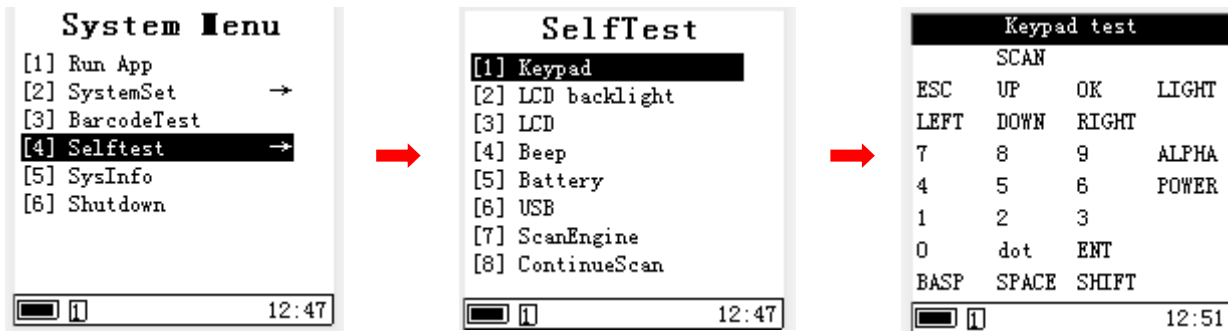 System Menu
[1] Run App
[2] SystemSet →
[3] BarcodeTest
[4] Selftest →
[5] SysInfo
[6] Shutdown
1 12:47
SelfTest
[1] Keypad
[2] LCD backlight
[3] LCD
[4] Beep
[5] Battery
[6] USB
[7] ScanEngine
[8] ContinueScan
1 12:47
Keypad test
SCAN
ESC UP OK LIGHT
LEFT DOWN RIGHT
7 8 9 ALPHA
4 5 6 POWER
1 2 3
0 dot ENT
BASP SPACE SHIFT
1 12:51